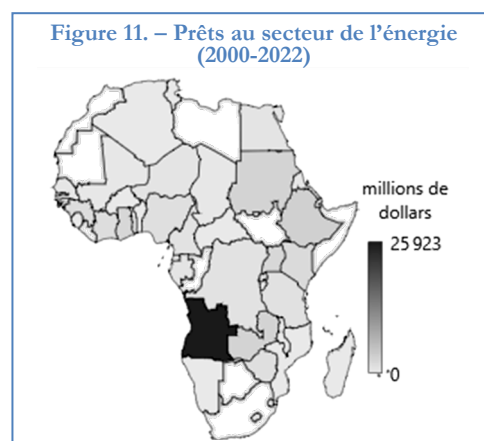 Figure 11. – Prêts au secteur de l’énergie
(2000-2022)
millions de
dollars
25 923
0